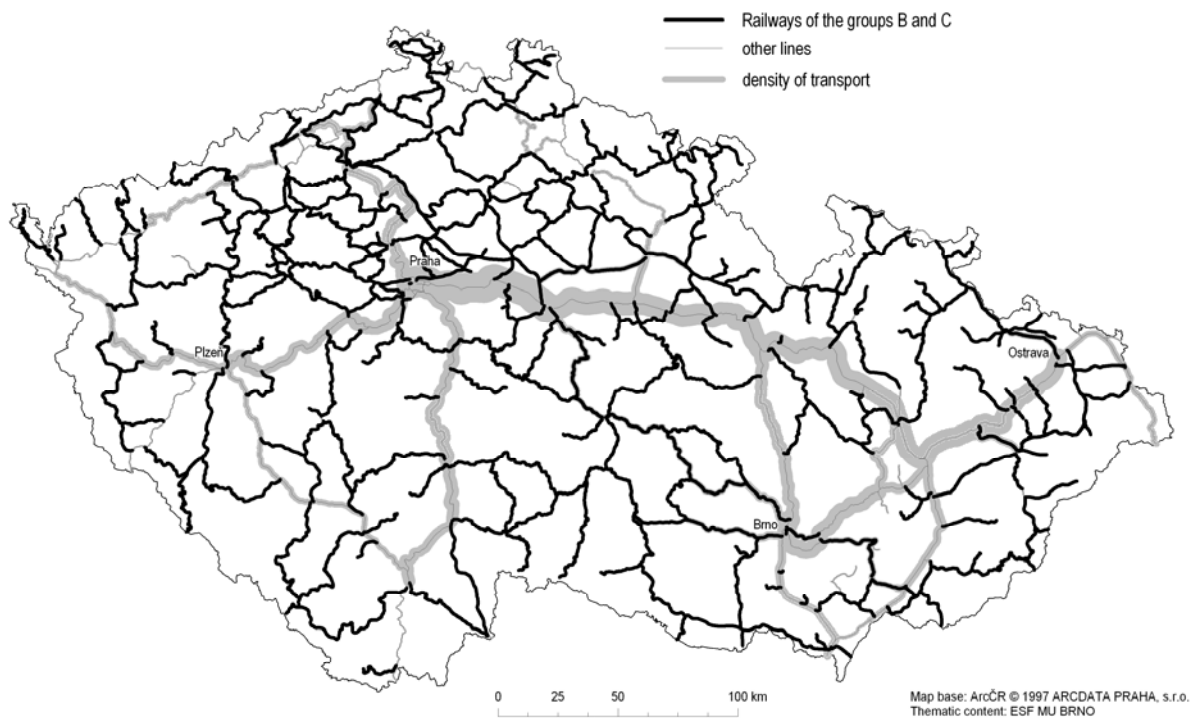 Railways of the groups B and C
other lines
density of transport
Praha
Plzeň
Ostrava
Brno
0 25 50 100 km
Map base: ArcČR © 1997 ARCDATA PRAHA, s.r.o.
Thematic content: ESF MU BRNO